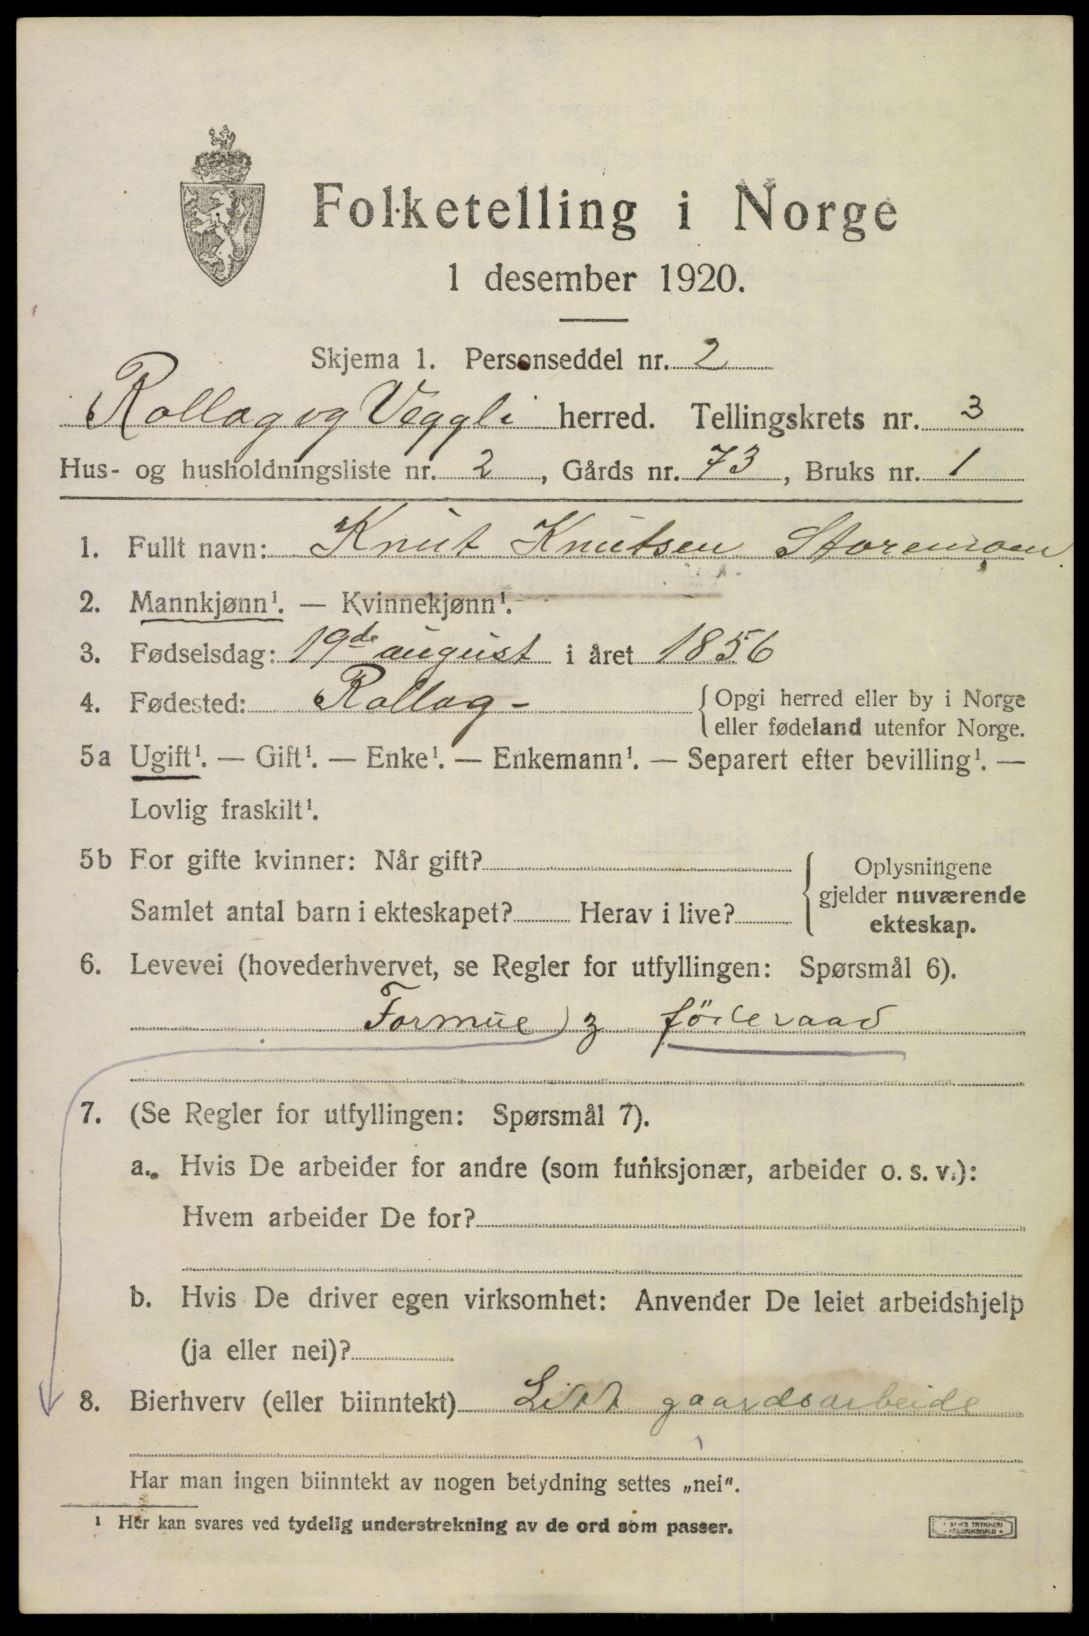 Folketelling i Norge
1 desember 1920.
Skjema 1. Personseddel nr. 2
Rollag og Veggli herred. Tellingskrets nr. 3
Hus- og husholdningsliste nr. 2, Gårds nr. 73, Bruks nr. 1
1. Fullt navn: Knut Knutsen Storemoen
2. Mannkjønn¹. — Kvinnekjønn¹.
3. Fødselsdag: 19de august i året 1856
4. Fødested: Rollag - Opgi herred eller by i Norge
eller fødeland utenfor Norge.
5a Ugift¹. — Gift¹. — Enke¹. — Enkemann¹. — Separert efter bevilling¹. —
Lovlig fraskilt¹.
5b For gifte kvinner: Når gift?
Samlet antal barn i ekteskapet? Herav i live?
Oplysningene
gjelder nuværende
ekteskap.
6. Levevei (hovederhvervet, se Regler for utfyllingen: Spørsmål 6).
Formue föderaad
7. (Se Regler for utfyllingen: Spørsmål 7).
a. Hvis De arbeider for andre (som funksjonær, arbeider o. s. v.):
Hvem arbeider De for?
b. Hvis De driver egen virksomhet: Anvender De leiet arbeidshjelp
(ja eller nei)?
8. Bierhverv (eller biinntekt) Litt gaardsarbeide
Har man ingen biinntekt av nogen betydning settes „nei“.
¹ Her kan svares ved tydelig understrekning av de ord som passer.